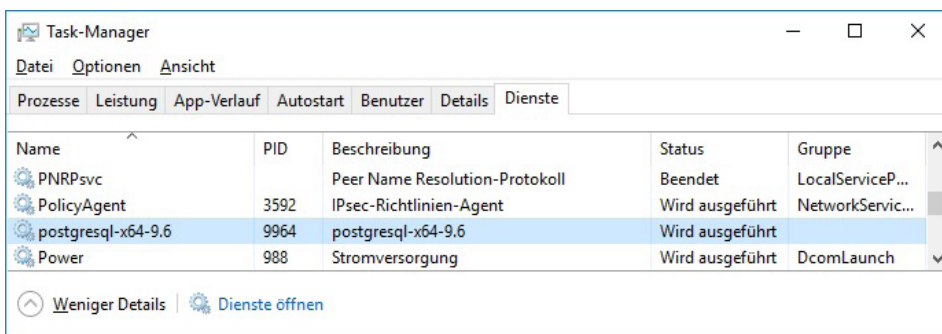 Task-Manager
Datei Optionen Ansicht
Prozesse Leistung App-Verlauf Autostart Benutzer Details Dienste
Name PID Beschreibung Status Gruppe
PNRPsvc Peer Name Resolution-Protokoll Beendet LocalServiceP...
PolicyAgent 3592 IPsec-Richtlinien-Agent Wird ausgeführt NetworkServic...
postgresql-x64-9.6 9964 postgresql-x64-9.6 Wird ausgeführt
Power 988 Stromversorgung Wird ausgeführt DcomLaunch
Weniger Details Dienste öffnen